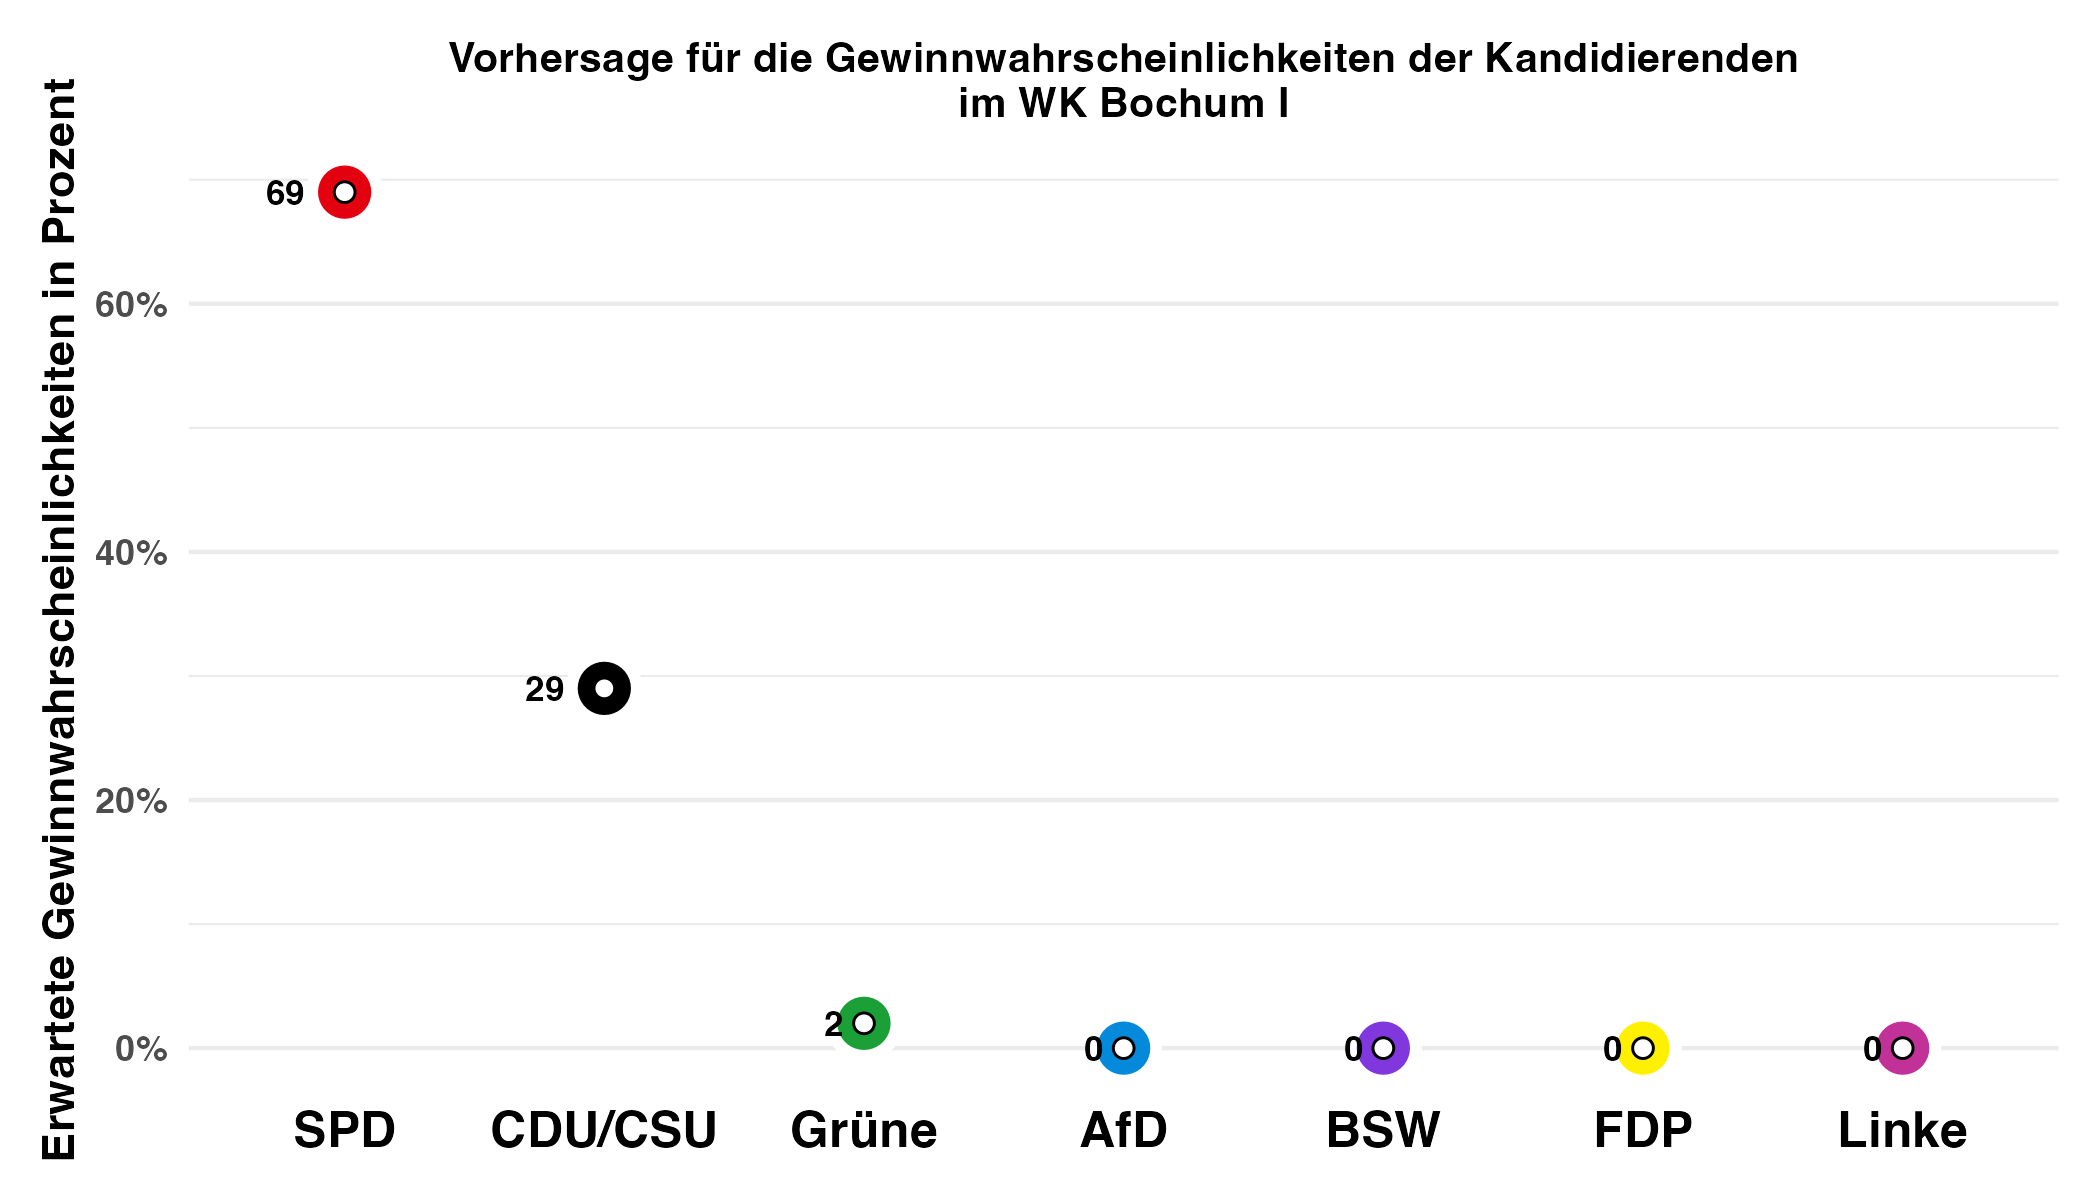 Vorhersage für die Gewinnwahrscheinlichkeiten der Kandidierenden
im WK Bochum I
Erwartete Gewinnwahrscheinlichkeiten in Prozent
60%
40%
20%
0%
69
29
2
0
0
0
0
SPD
CDU/CSU
Grüne
AfD
BSW
FDP
Linke